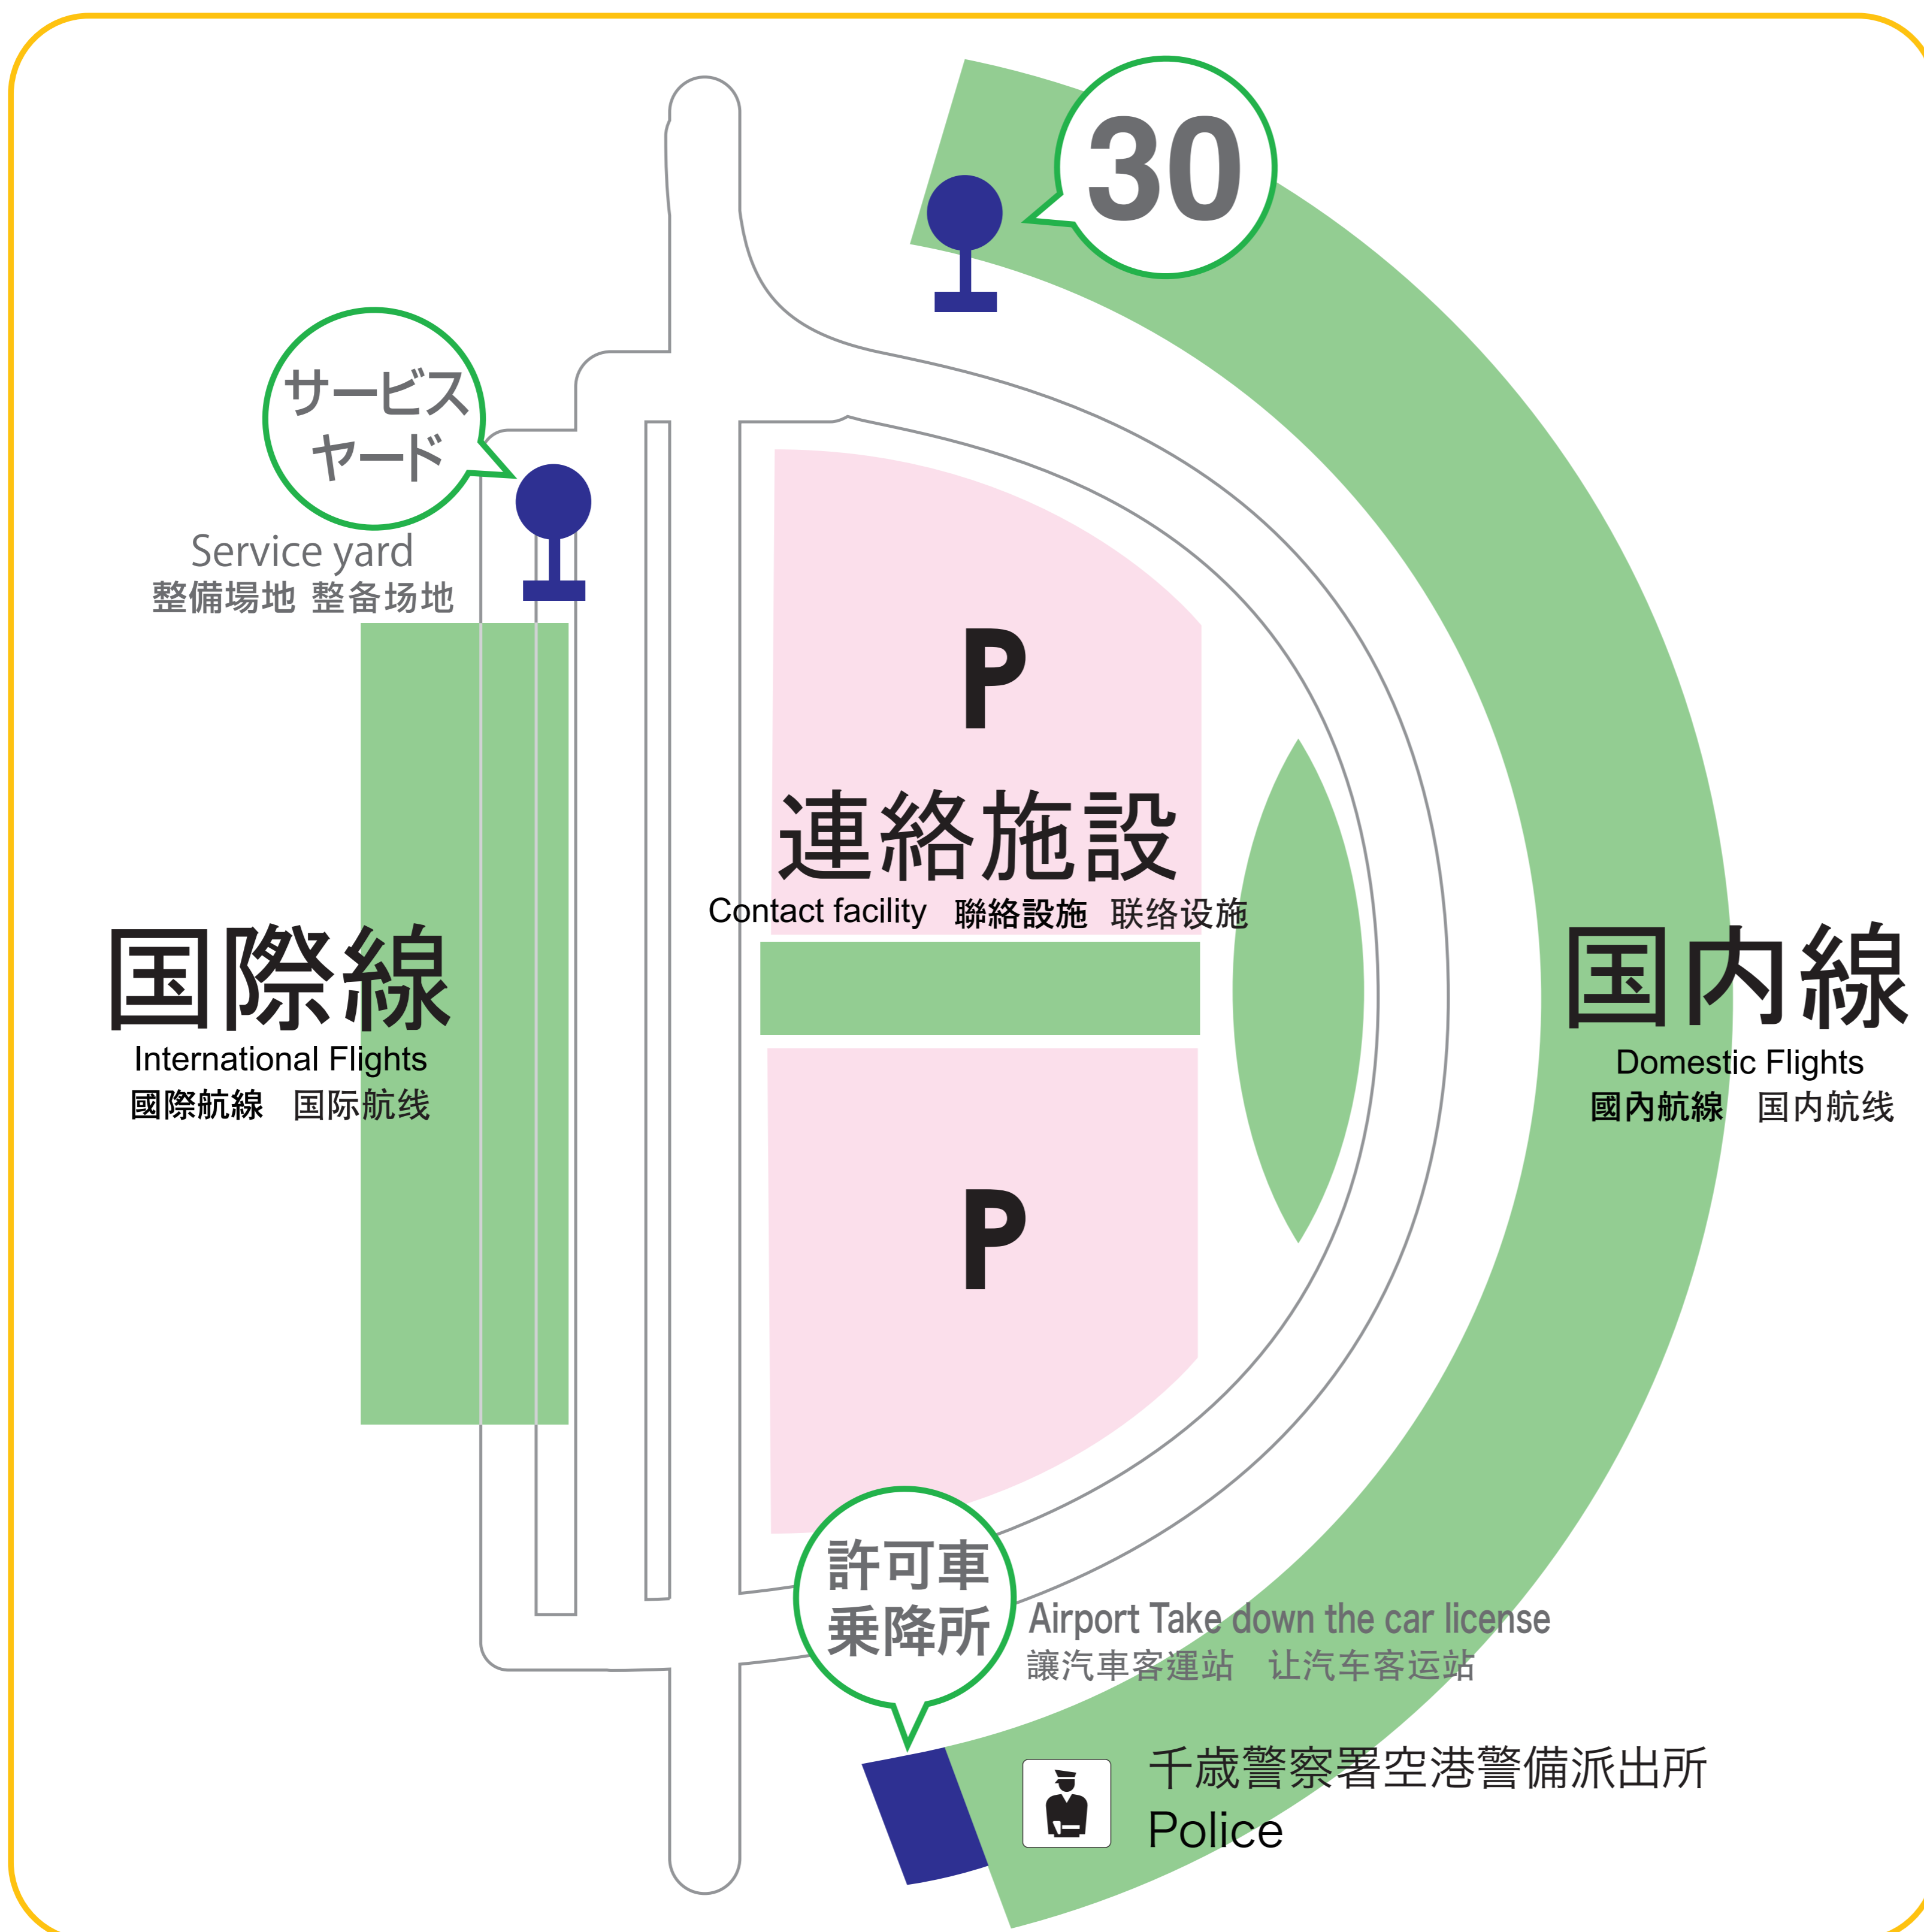 30
サービス
ヤード
Service yard
整備場地 整备场地
P
連絡施設
Contact facility 聯絡設施 联络设施
国際線
International Flights
國際航線 国际航线
国内線
Domestic Flights
國內航線 国内航线
P
許可車
乗降所
Airport Take down the car license
讓汽車客運站 让汽车客运站
千歳警察署空港警備派出所
Police